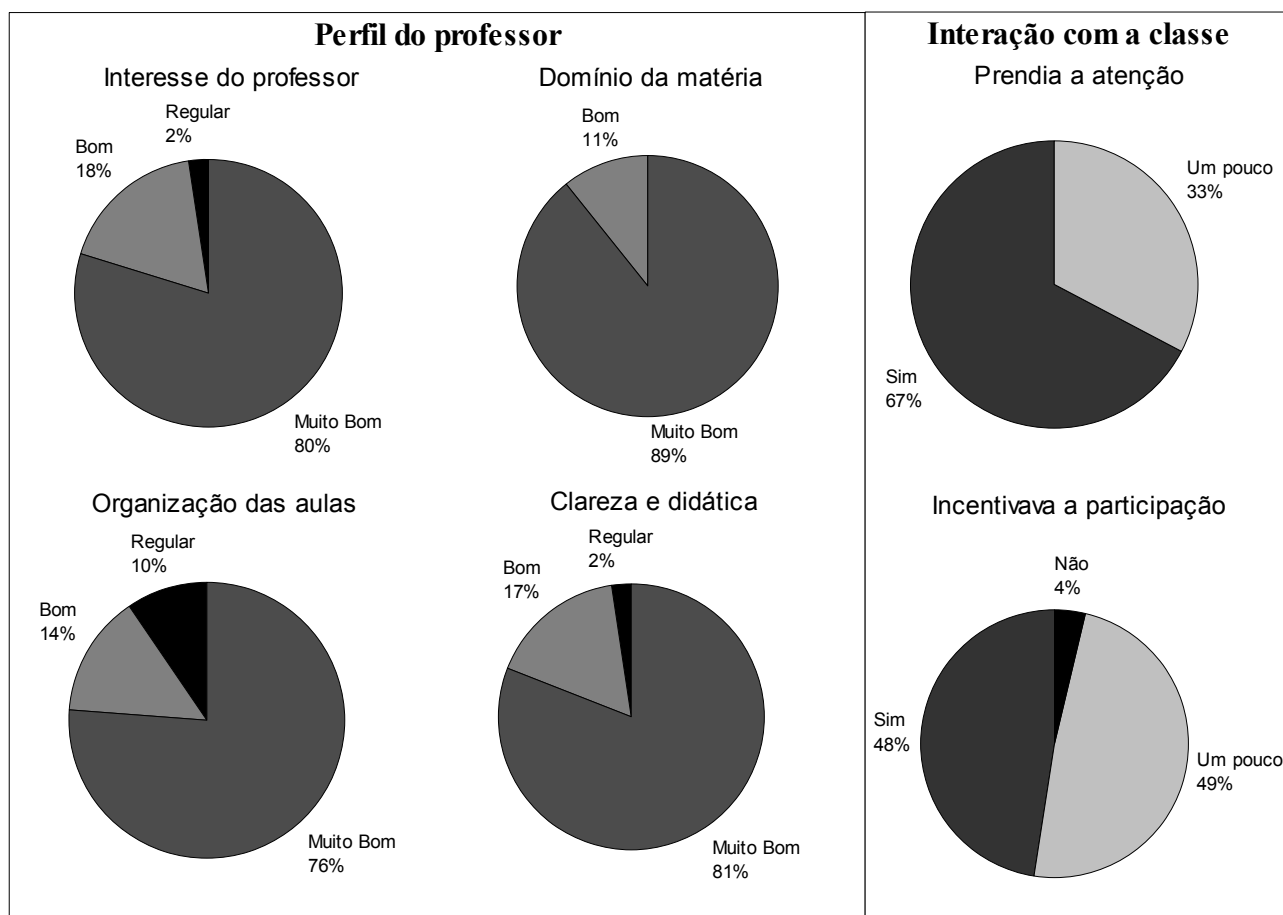 Perfil do professor
Interesse do professor
Regular
2%
Bom
18%
Muito Bom
80%
Domínio da matéria
Bom
11%
Muito Bom
89%
Organização das aulas
Regular
10%
Bom
14%
Muito Bom
76%
Clareza e didática
Regular
2%
Bom
17%
Muito Bom
81%
Interação com a classe
Prendia a atenção
Um pouco
33%
Sim
67%
Incentivava a participação
Não
4%
Sim
48%
Um pouco
49%